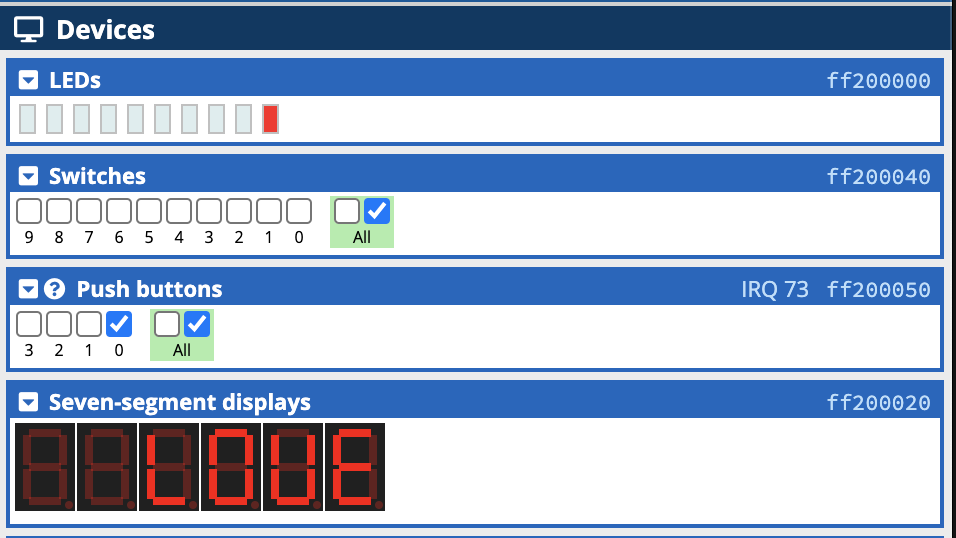 Devices
LEDs ff200000
Switches ff200040
9 8 7 6 5 4 3 2 1 0 All
? Push buttons IRQ 73 ff200050
3 2 1 0 All
Seven-segment displays ff200020
LOUE